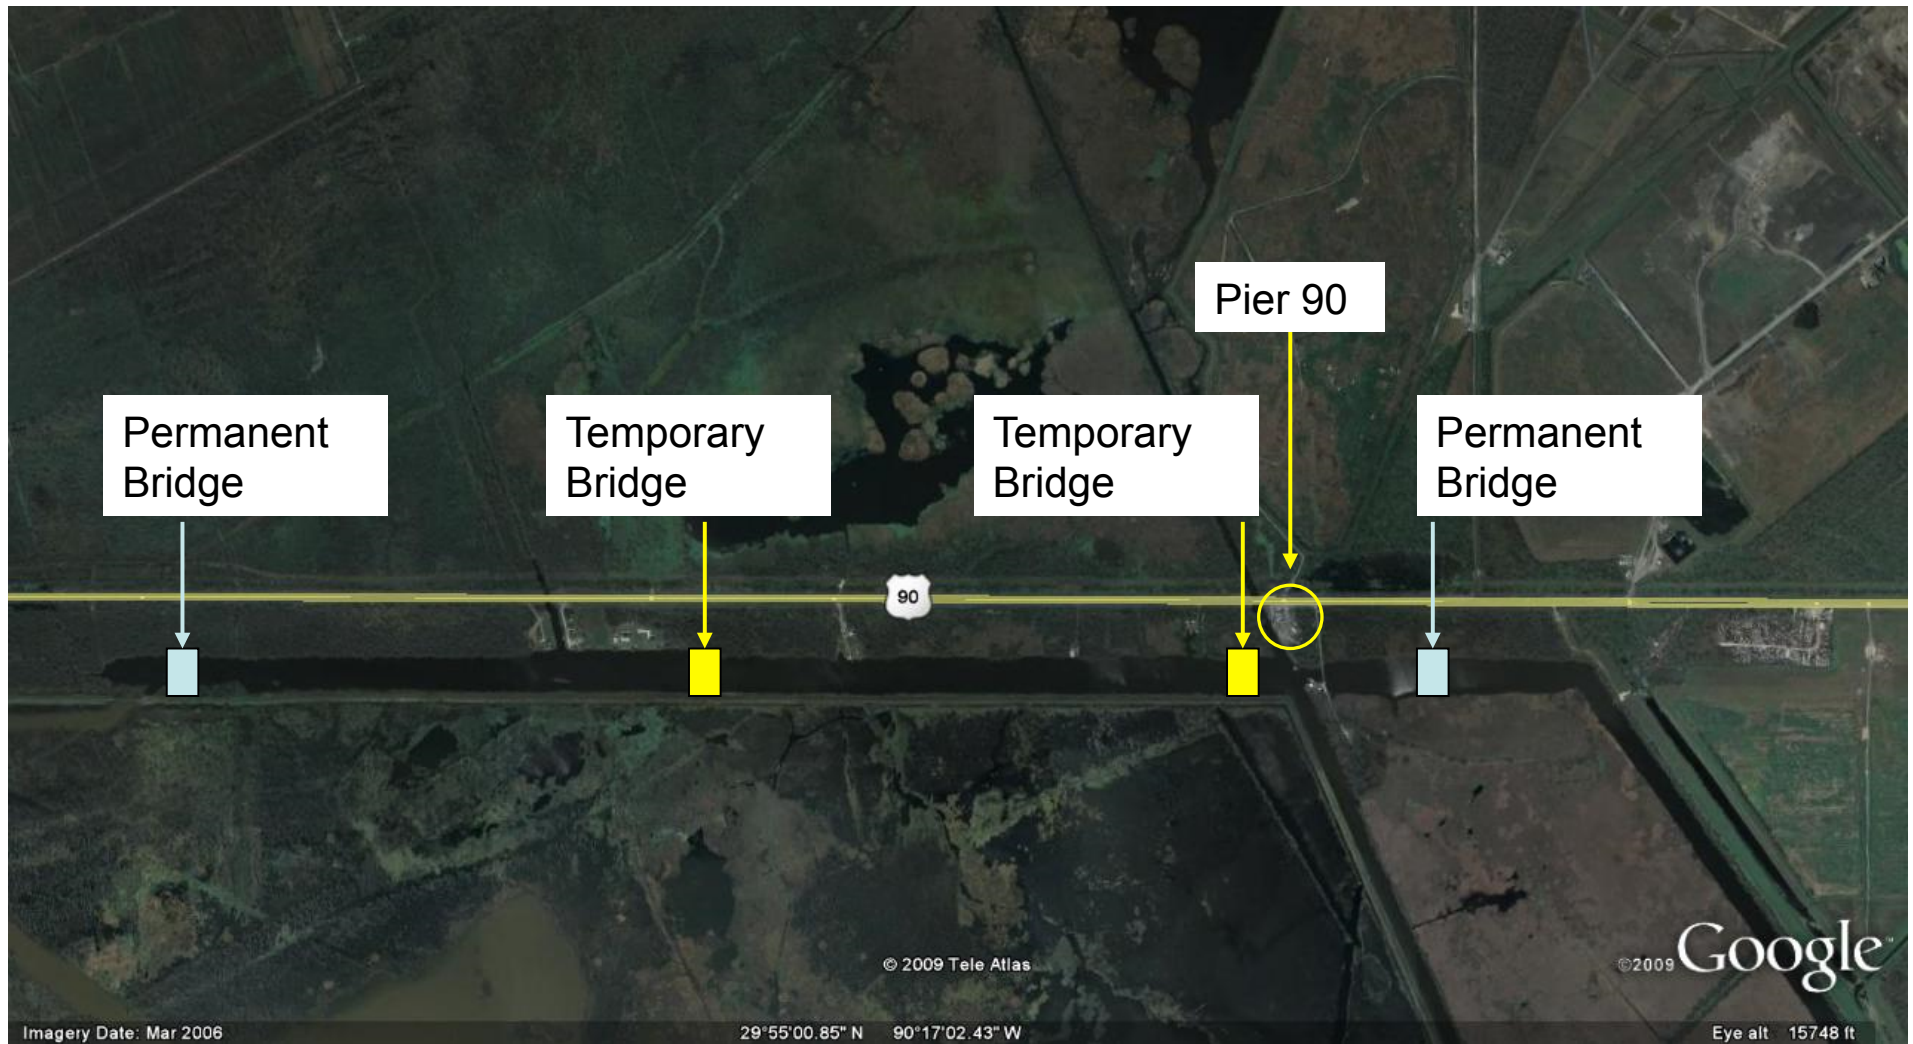 Pier 90
Permanent
Bridge
Temporary
Bridge
Temporary
Bridge
Permanent
Bridge
90
© 2009 Tele Atlas
©2009 Google™
Imagery Date: Mar 2006
29°55'00.85" N 90°17'02.43" W
Eye alt 15748 ft